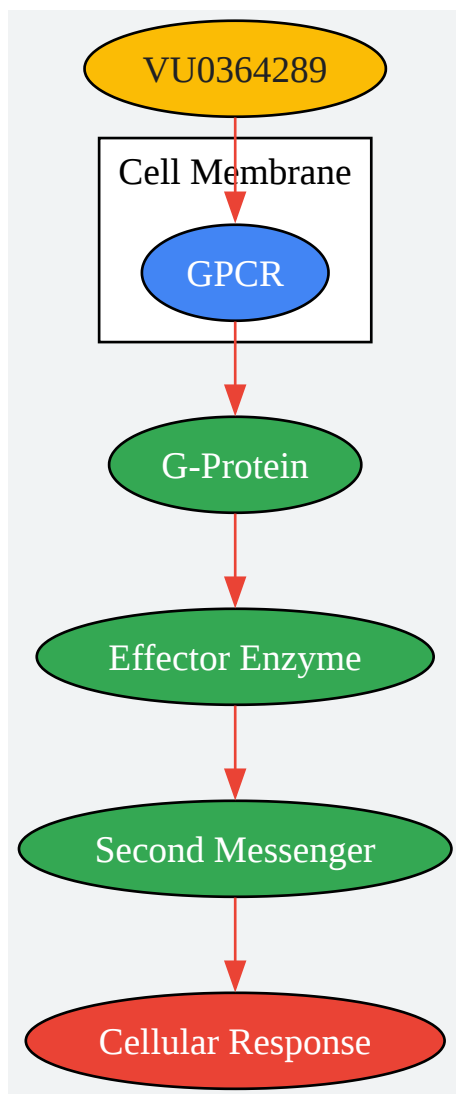 VU0364289
Cell Membrane
GPCR
G-Protein
Effector Enzyme
Second Messenger
Cellular Response